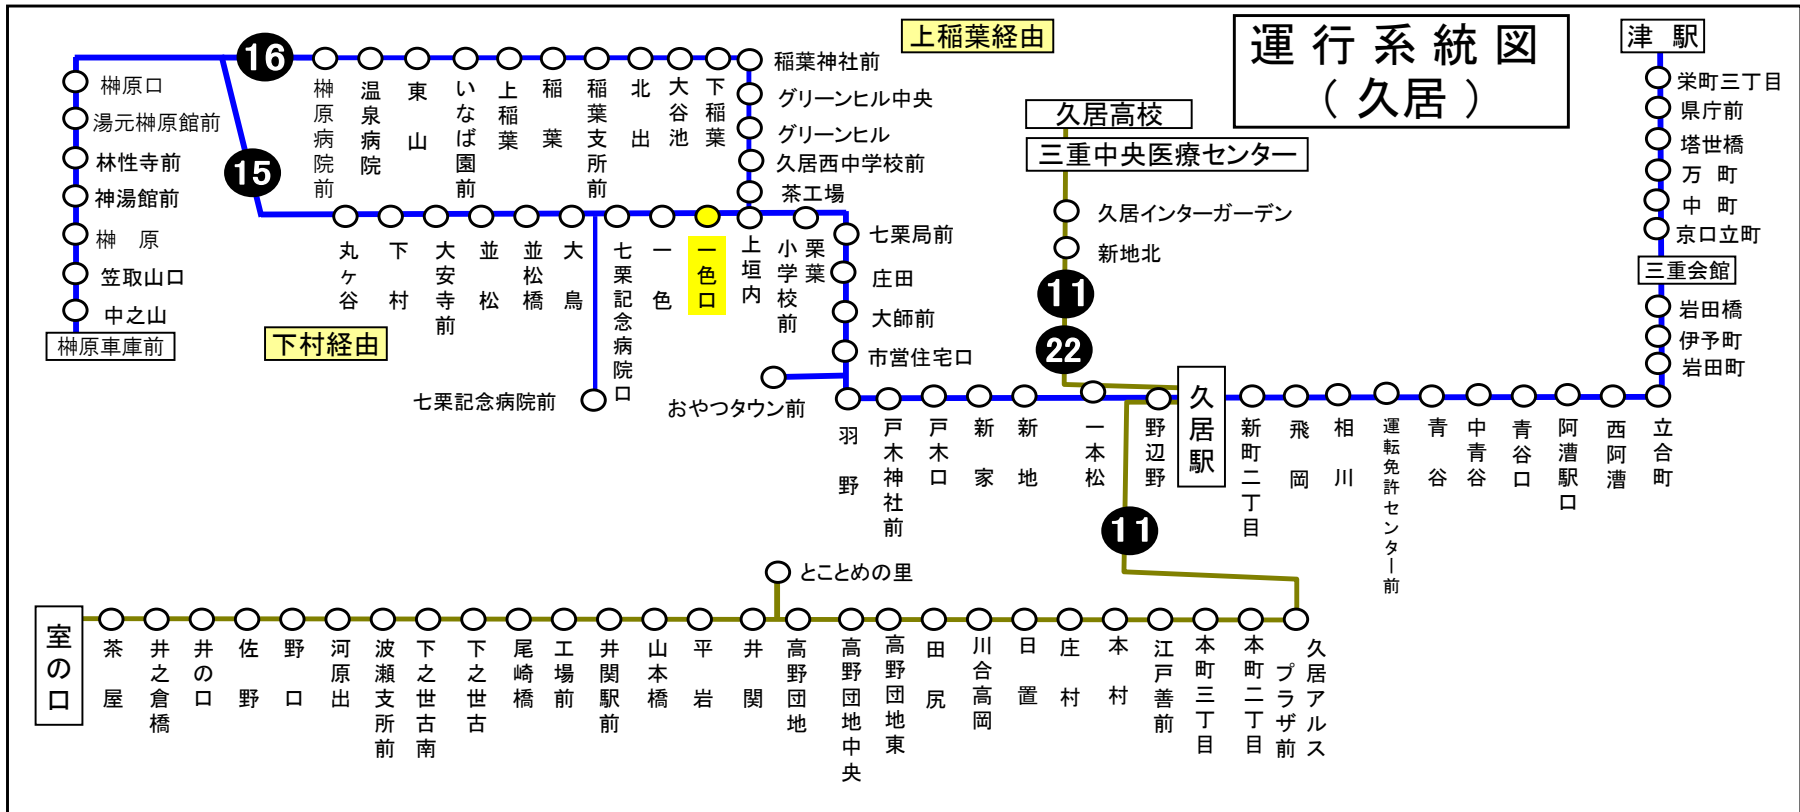 運行系統図
（久居）
上稲葉経由
津駅
栄町三丁目
県庁前
塔世橋
万町
中町
京口立町
三重会館
岩田橋
伊予町
岩田町
立合町
西阿漕
阿漕駅口
青谷口
中青谷
青谷
運転免許センター前
相川
飛岡
新町二丁目
久居駅
久居高校
三重中央医療センター
久居インターガーデン
新地北
11
22
野辺野
一本松
新地
新家
戸木口
戸木神社前
羽野
おやつタウン前
市営住宅口
大師前
庄田
七栗局前
栗葉
小学校前
上垣内
茶工場
久居西中学校前
グリーンヒル
グリーンヒル中央
稲葉神社前
下稲葉
大谷池
北出
稲葉支所前
稲葉
上稲葉
いなば園前
東山
温泉病院
榊原病院前
16
15
一色口
一色
七栗記念病院口
七栗記念病院前
大鳥
並松橋
並松
大安寺前
下村
丸ヶ谷
下村経由
榊原口
湯元榊原館前
林性寺前
神湯館前
榊原
笠取山口
中之山
榊原車庫前
11
久居アルス
プラザ前
本町二丁目
本町三丁目
江戸善前
本村
庄村
日置
川合高岡
田尻
高野団地東
高野団地中央
高野団地
とことめの里
井関
平岩
山本橋
井関駅前
工場前
尾崎橋
下之世古
下之世古南
波瀬支所前
河原出
野口
佐野
井の口
井之倉橋
茶屋
室の口